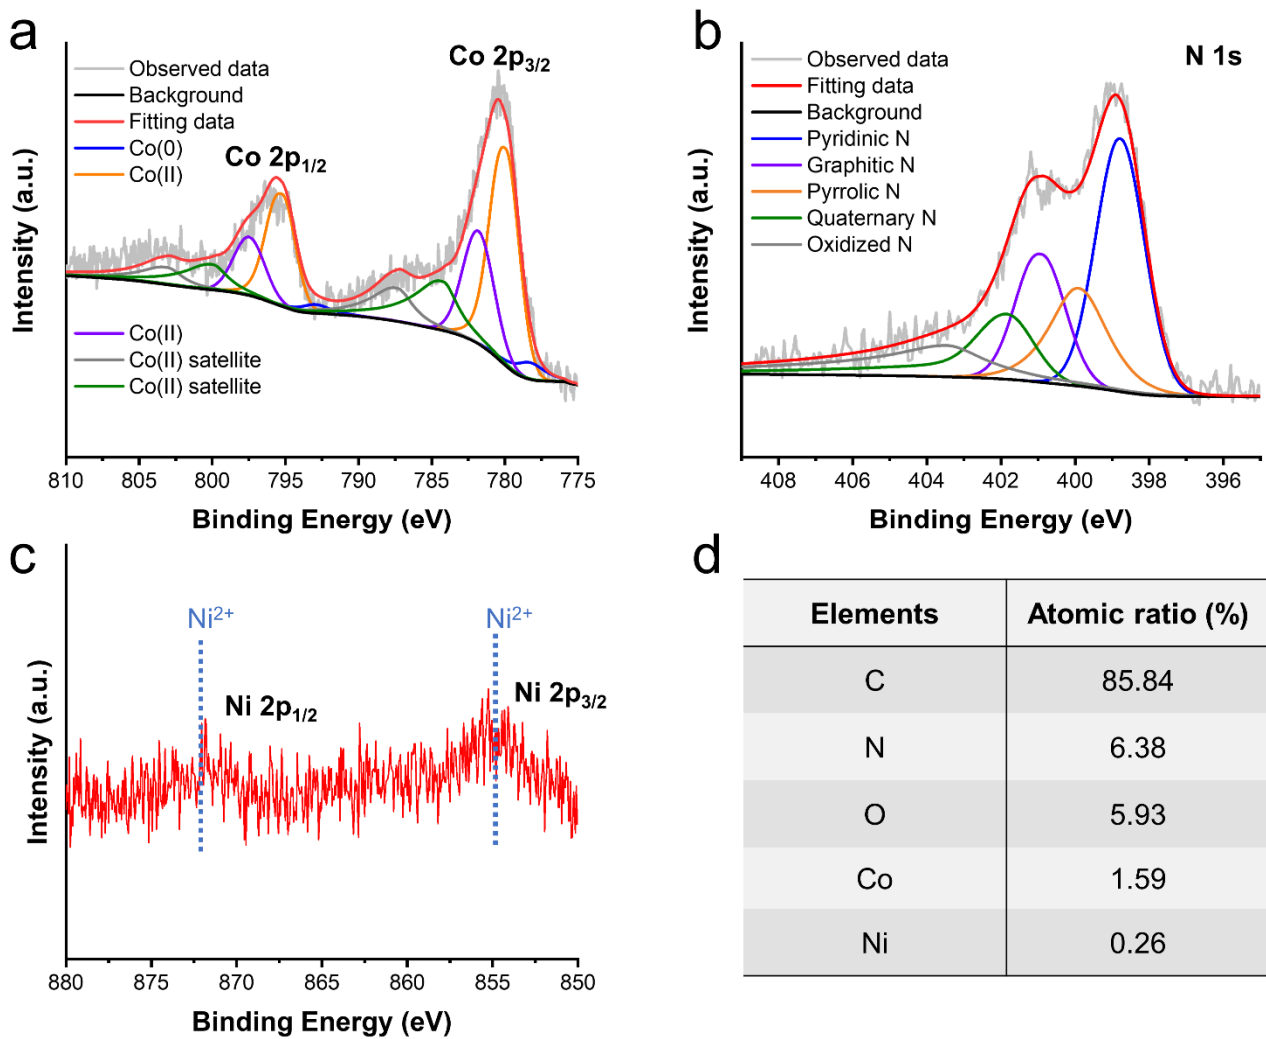 a
Co 2p3/2
Observed data
Background
Fitting data
Co(0)
Co(II)
Co 2p1/2
Co(II)
Co(II) satellite
Co(II) satellite
Intensity (a.u.)
810 805 800 795 790 785 780 775
Binding Energy (eV)
b
N 1s
Observed data
Fitting data
Background
Pyridinic N
Graphitic N
Pyrrolic N
Quaternary N
Oxidized N
Intensity (a.u.)
408 406 404 402 400 398 396
Binding Energy (eV)
c
Ni2+ Ni2+
Ni 2p1/2 Ni 2p3/2
Intensity (a.u.)
880 875 870 865 860 855 850
Binding Energy (eV)
d
Elements Atomic ratio (%)
C 85.84
N 6.38
O 5.93
Co 1.59
Ni 0.26